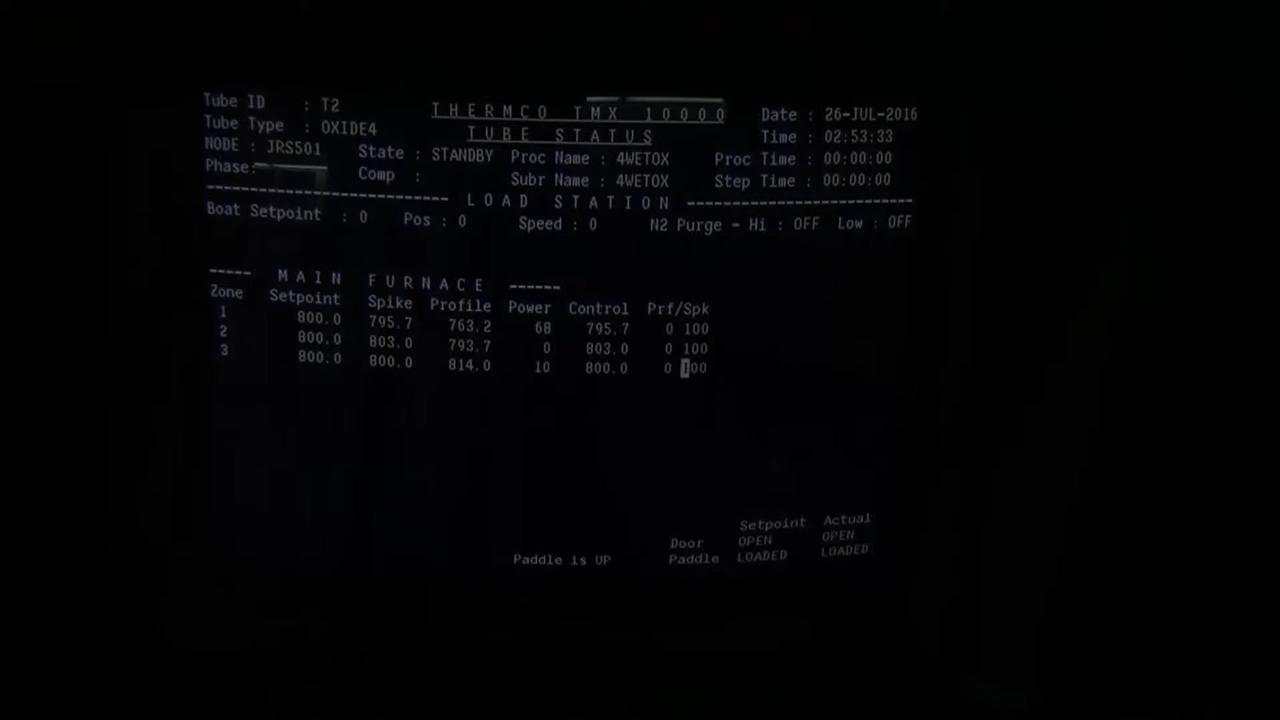 Tube ID : T2 THERMCO TMX 10000 Date : 26-JUL-2016
Tube Type : OXIDE4 TUBE STATUS Time : 02:53:33
NODE : JRS501 State : STANDBY Proc Name : 4WETOX Proc Time : 00:00:00
Phase: Comp : Subr Name : 4WETOX Step Time : 00:00:00
--------------------------- LOAD STATION -------------------------
Boat Setpoint : 0 Pos : 0 Speed : 0 N2 Purge - Hi : OFF Low : OFF
----- MAIN FURNACE ------
Zone Setpoint Spike Profile Power Control Prf/Spk
1 800.0 795.7 763.2 68 795.7 0 100
2 800.0 803.0 793.7 0 803.0 0 100
3 800.0 800.0 814.0 10 800.0 0 100
Setpoint Actual
Door OPEN OPEN
Paddle is UP Paddle LOADED LOADED